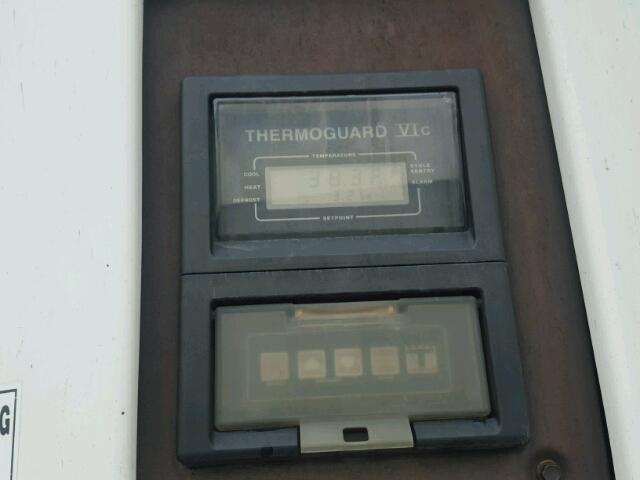 THERMOGUARD VIc
TEMPERATURE
COOL
CYCLE
SENTRY
HEAT
ALARM
DEFROST
SETPOINT
G